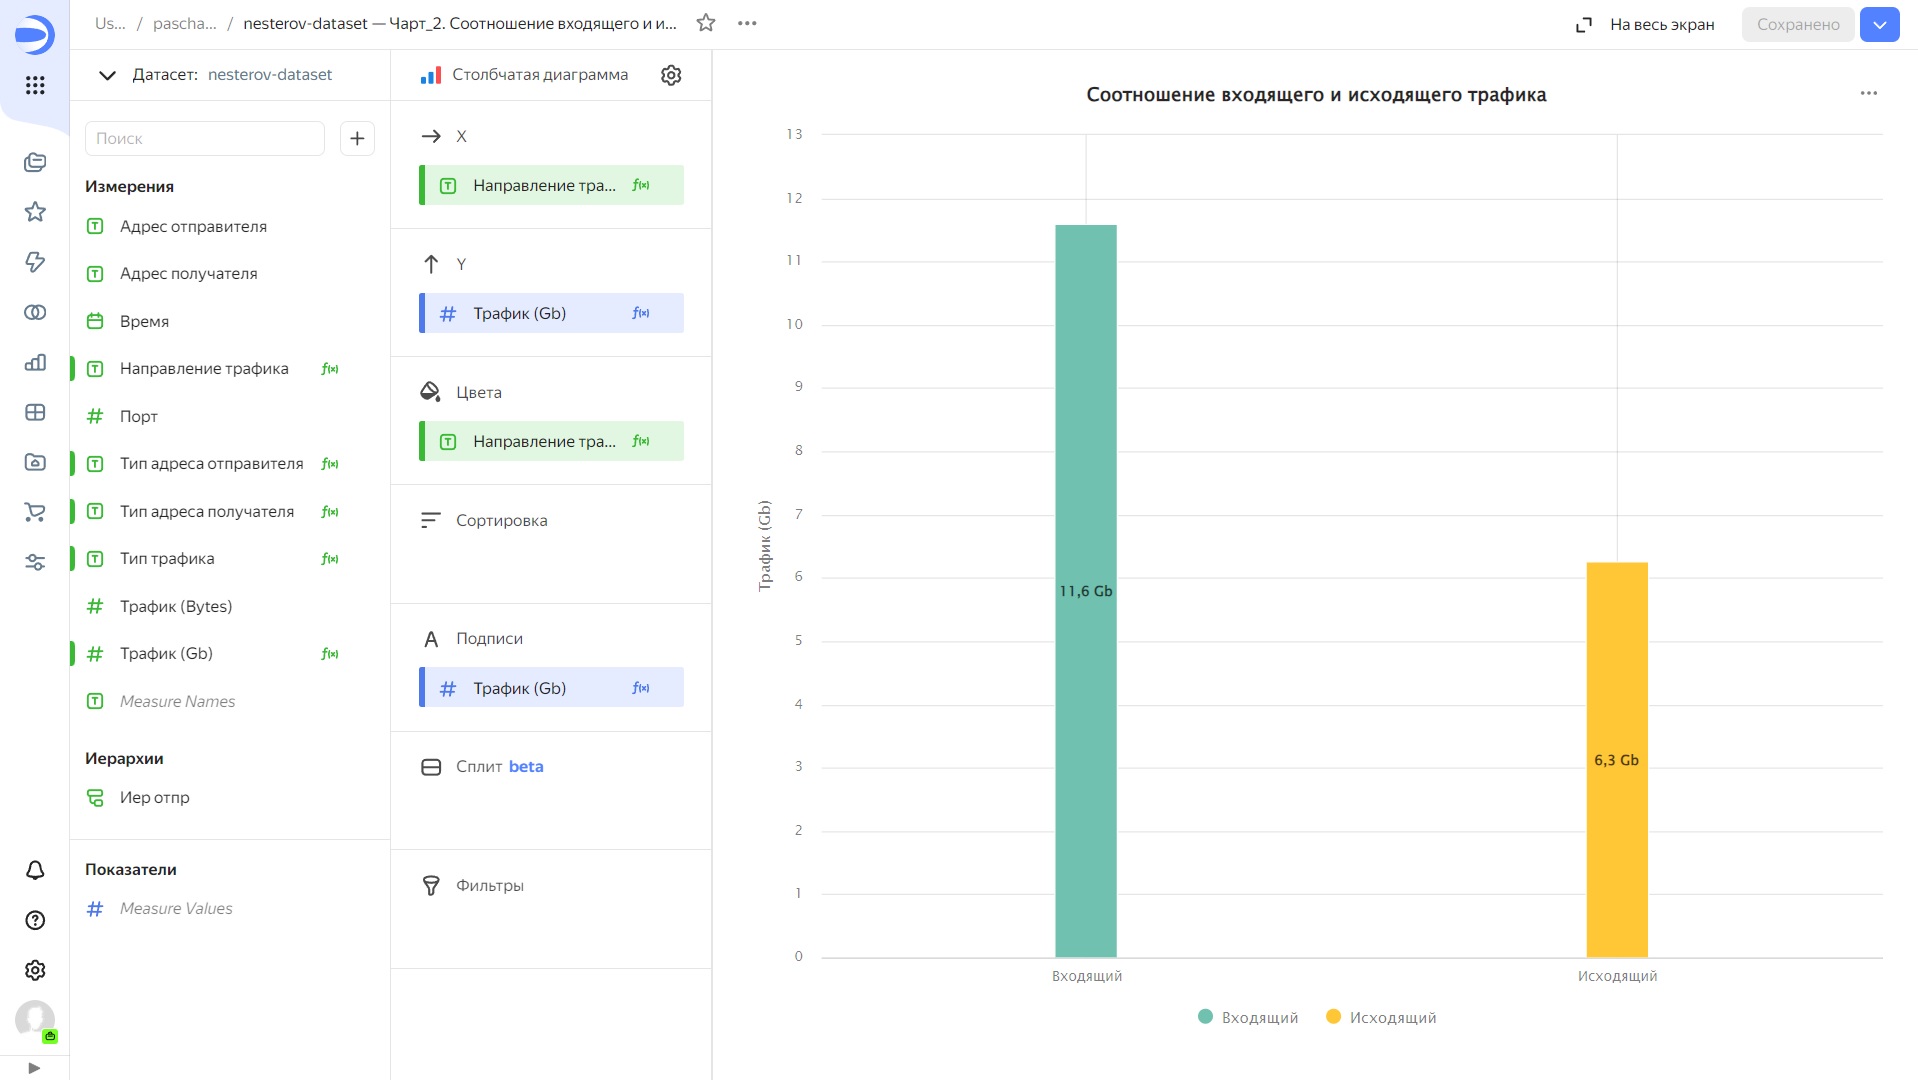 Us... / pascha... / nesterov-dataset — Чарт_2. Соотношение входящего и и...
На весь экран
Сохранено
Датасет: nesterov-dataset
Поиск
Измерения
Адрес отправителя
Адрес получателя
Время
Направление трафика f(x)
Порт
Тип адреса отправителя f(x)
Тип адреса получателя f(x)
Тип трафика f(x)
Трафик (Bytes)
Трафик (Gb) f(x)
Measure Names
Иерархии
Иер отпр
Показатели
Measure Values
Столбчатая диаграмма
X
Направление тра... f(x)
Y
Трафик (Gb) f(x)
Цвета
Направление тра... f(x)
Сортировка
Подписи
Трафик (Gb) f(x)
Сплит beta
Фильтры
Соотношение входящего и исходящего трафика
Трафик (Gb)
13
12
11
10
9
8
7
6
5
4
3
2
1
0
11,6 Gb
6,3 Gb
Входящий
Исходящий
Входящий
Исходящий